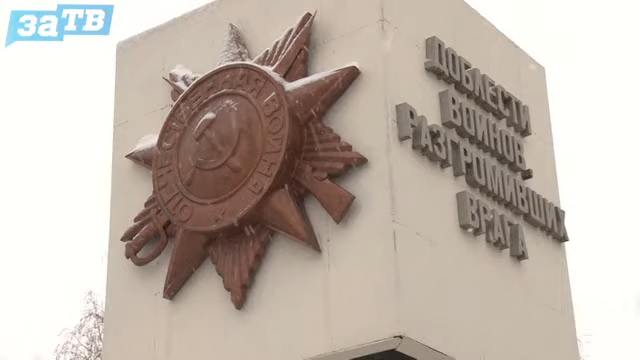 заТВ
ОТЕЧЕСТВЕННАЯ ВОЙНА
ДОБЛЕСТИ
ВОИНОВ,
РАЗГРОМИВШИХ
ВРАГА